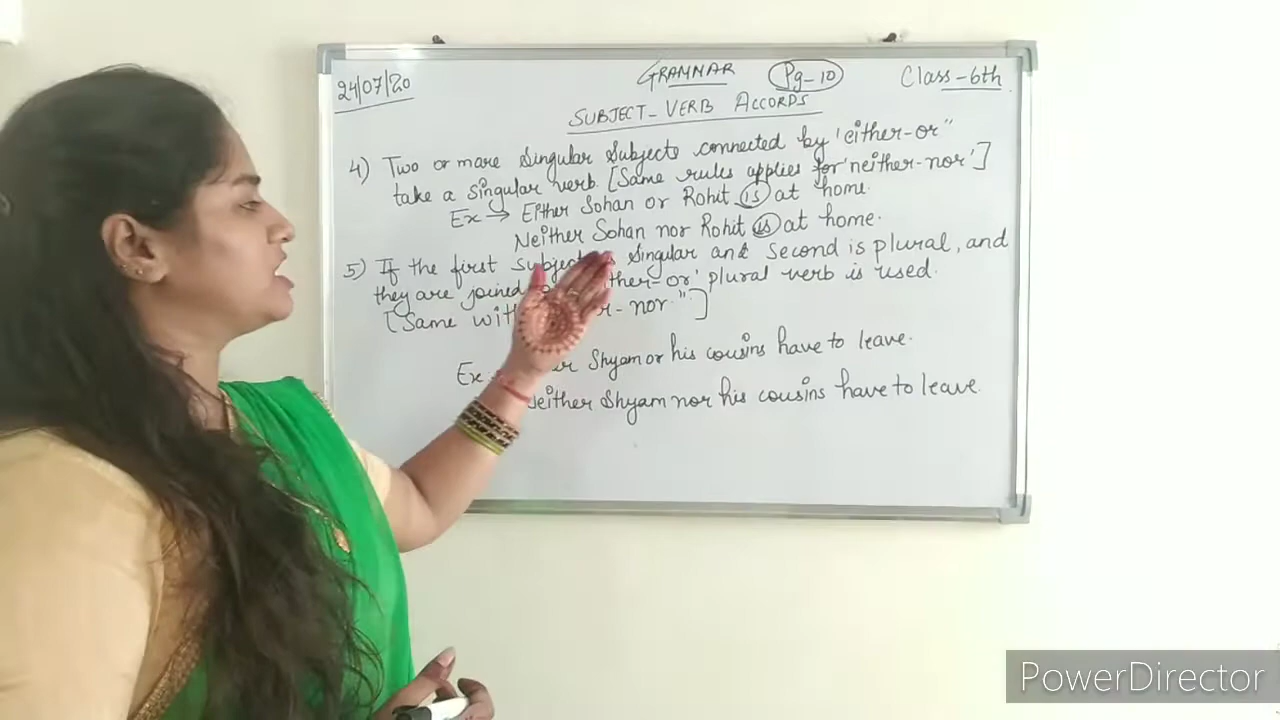 24/07/20 GRAMMAR Pg-10 Class-6th
SUBJECT-VERB ACCORDS
4) Two or more Singular Subjects connected by 'either-or"
take a singular verb. [Same rules applies for 'neither-nor']
Ex → Either Sohan or Rohit is at home.
Neither Sohan nor Rohit is at home.
5) If the first Subject Singular and Second is plural, and
they are joined plural verb is used.
[Same nor"]
Ex Shyam or his cousins have to leave.
Neither Shyam nor his cousins have to leave.
PowerDirector